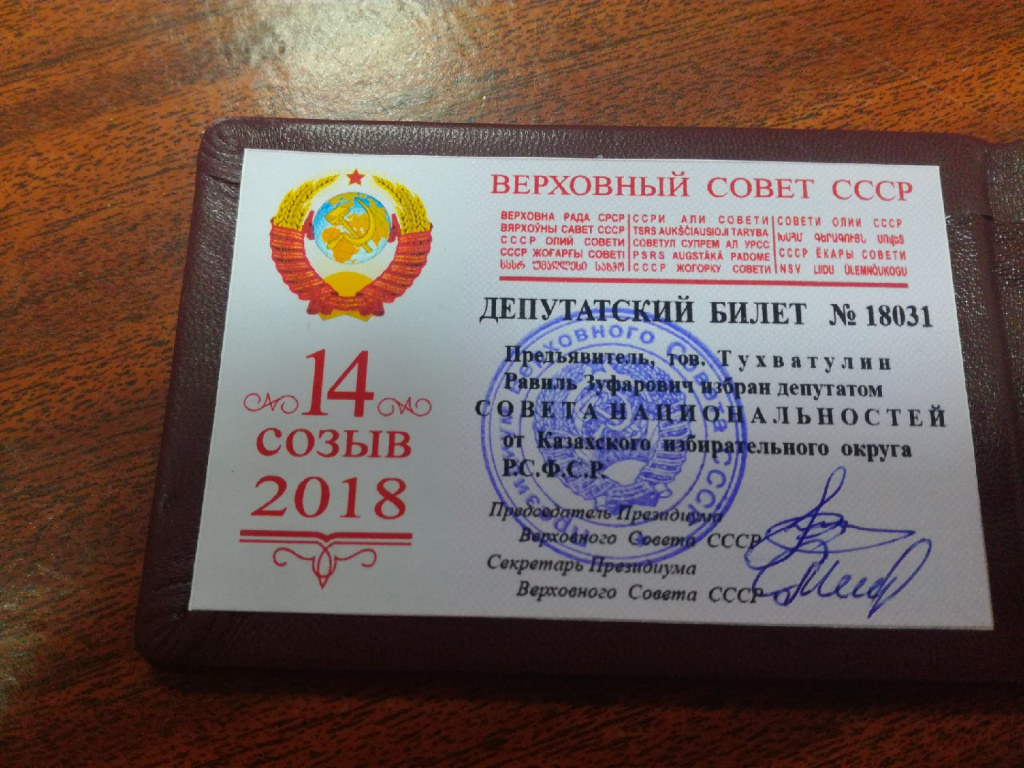 ВЕРХОВНЫЙ СОВЕТ СССР
ВЕРХОВНА РАДА СРСР
ВЯРХОЎНЫ САВЕТ СССР
СССР ОЛИЙ СОВЕТИ
СССР ЖОҒАРҒЫ СОВЕТІ
ССРИ АЛИ СОВЕТИ
TSRS AUKŠČIAUSIOJI TARYBA
СОВЕТУЛ СУПРЕМ АЛ УРСС
PSRS AUGSTĀKĀ PADOME
СССР ЖОГОРКУ СОВЕТИ
СОВЕТИ ОЛИИ СССР
СССР ЁКАРЫ СОВЕТИ
NSV LIIDU ÜLEMNÕUKOGU
ДЕПУТАТСКИЙ БИЛЕТ № 18031
Предъявитель, тов. Тухватулин
Равиль Зуфарович избран депутатом
СОВЕТА НАЦИОНАЛЬНОСТЕЙ
от Казахского избирательного округа
Р.С.Ф.С.Р.
Председатель Президиума
Верховного Совета СССР
Секретарь Президиума
Верховного Совета СССР
14
СОЗЫВ
2018